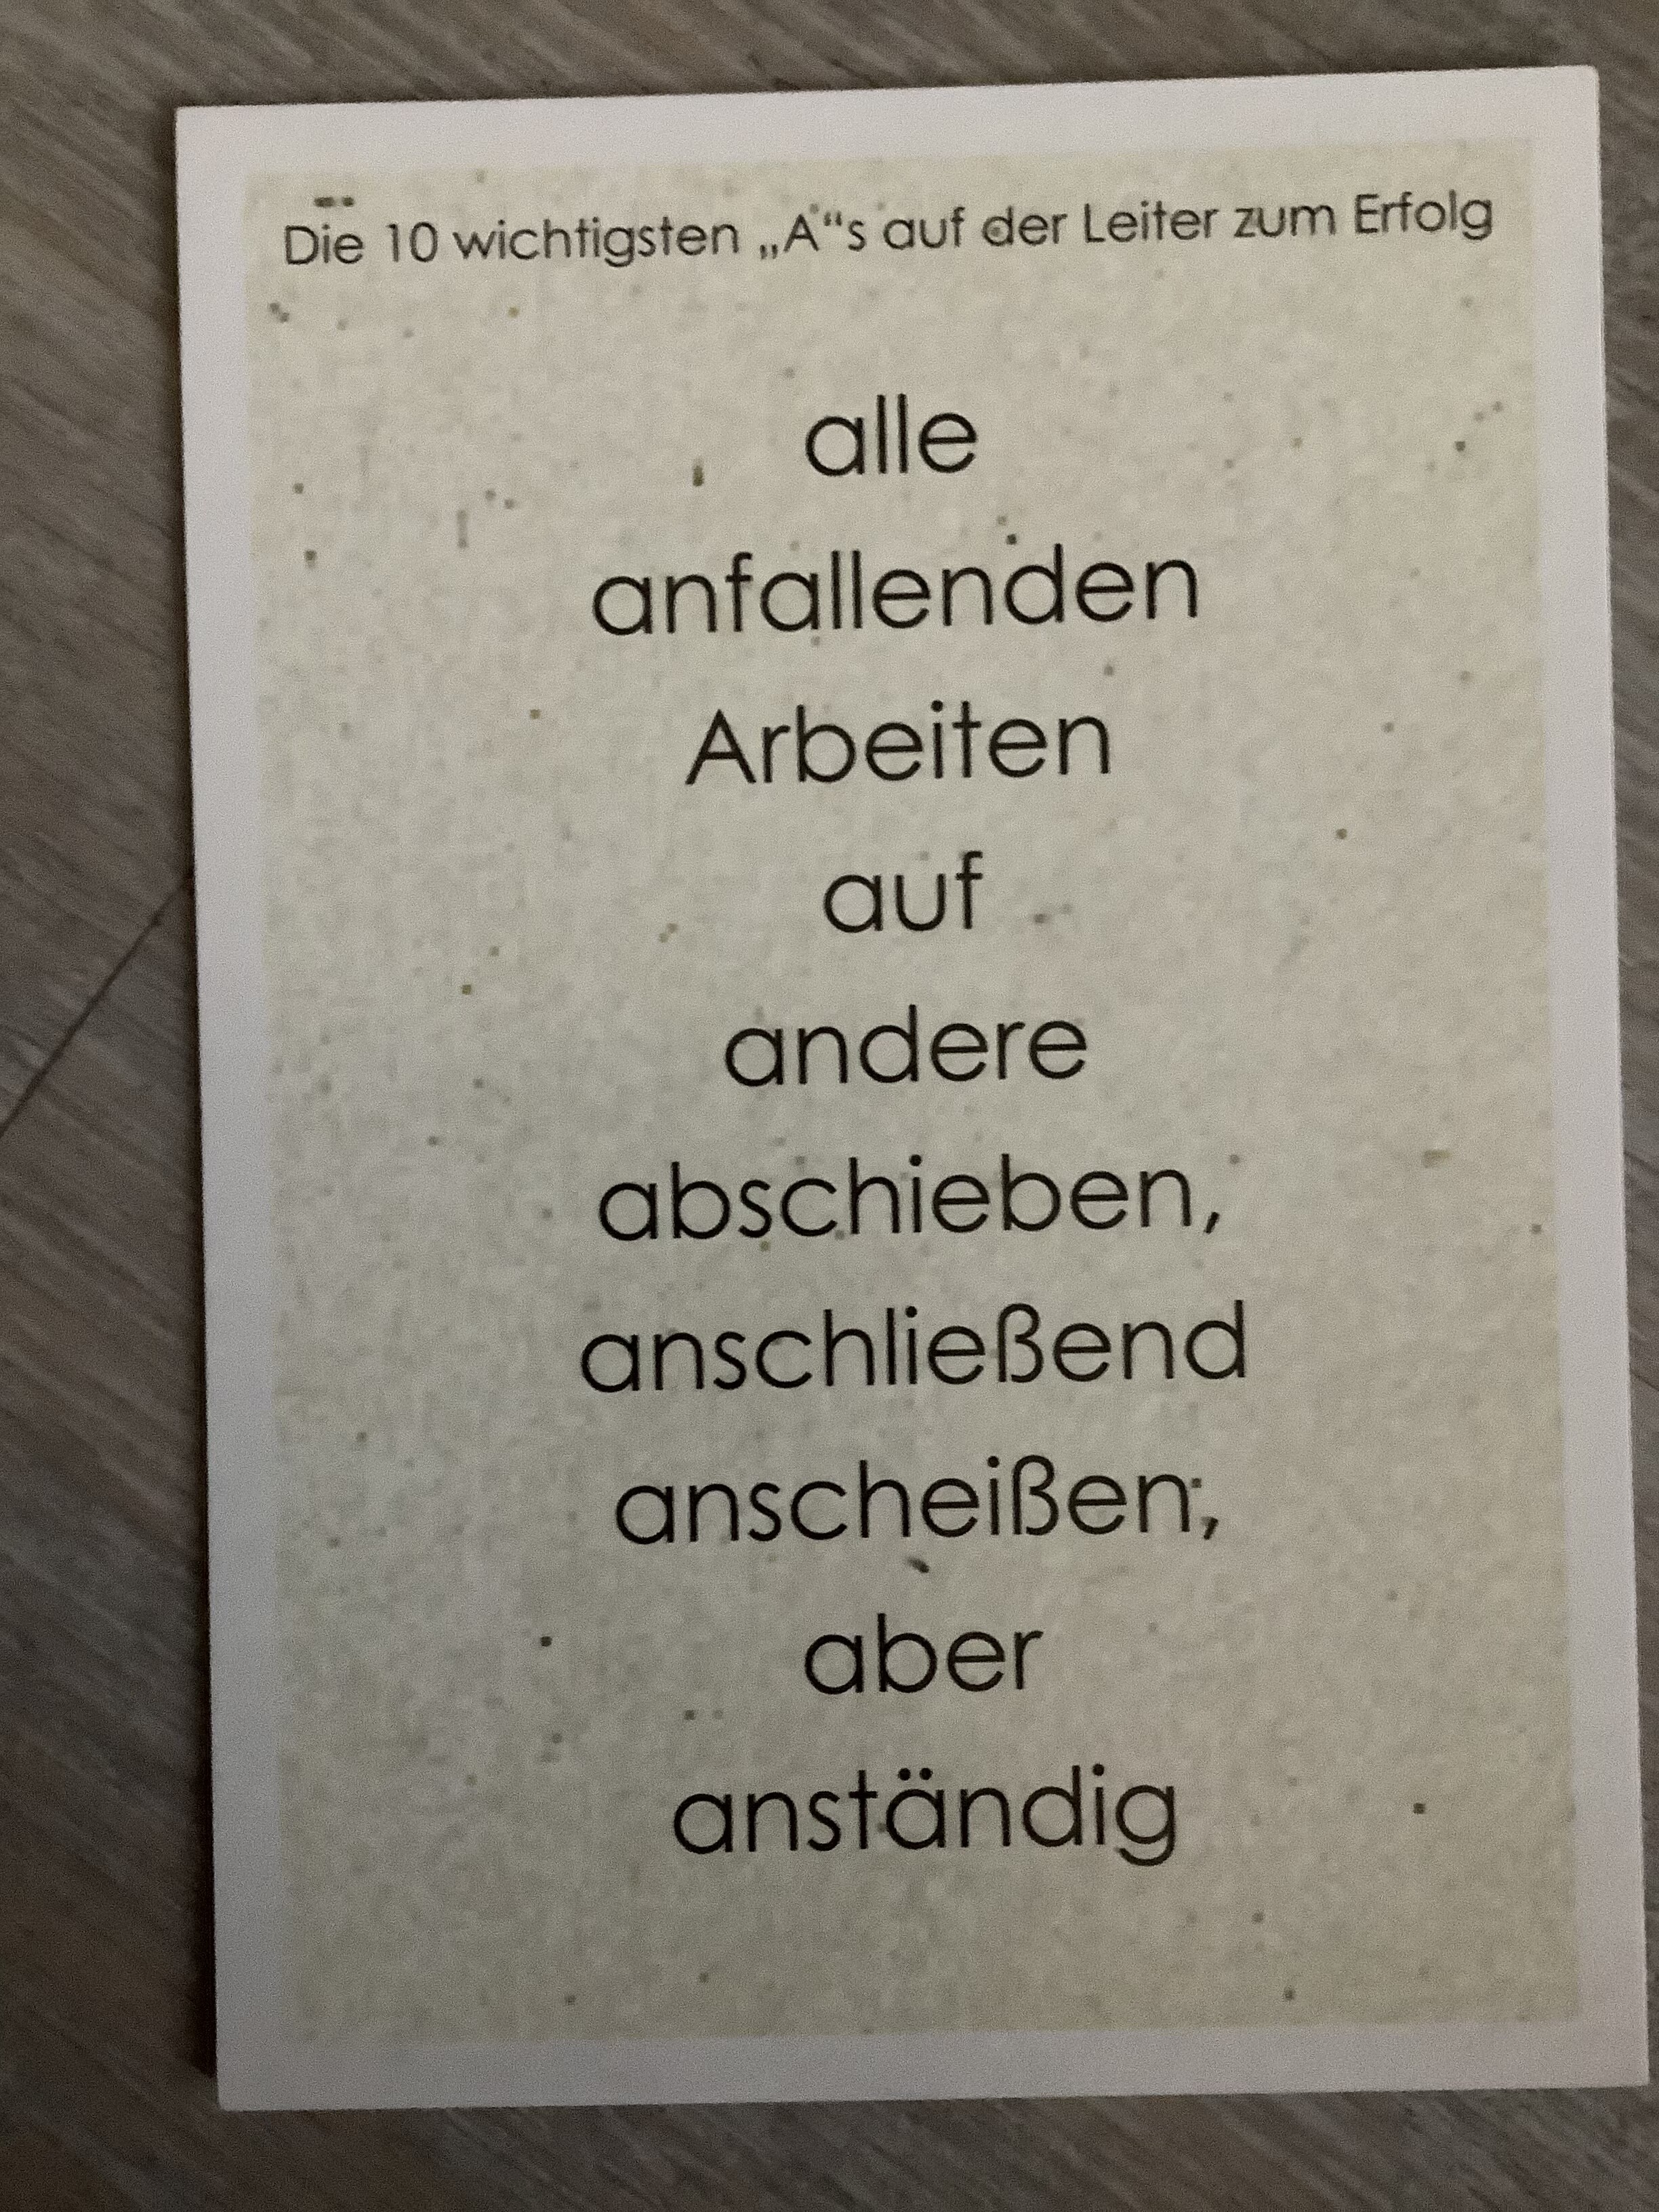 Die 10 wichtigsten „A“s auf der Leiter zum Erfolg
alle
anfallenden
Arbeiten
auf
andere
abschieben,
anschließend
anscheißen,
aber
anständig